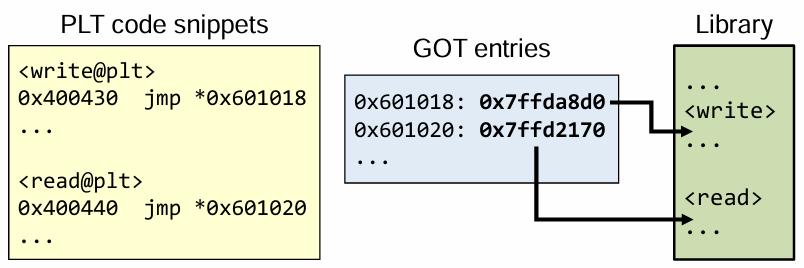 PLT code snippets
<write@plt>
0x400430  jmp *0x601018
...
<read@plt>
0x400440  jmp *0x601020
...
GOT entries
0x601018: 0x7ffda8d0
0x601020: 0x7ffd2170
...
Library
...
<write>
...
<read>
...